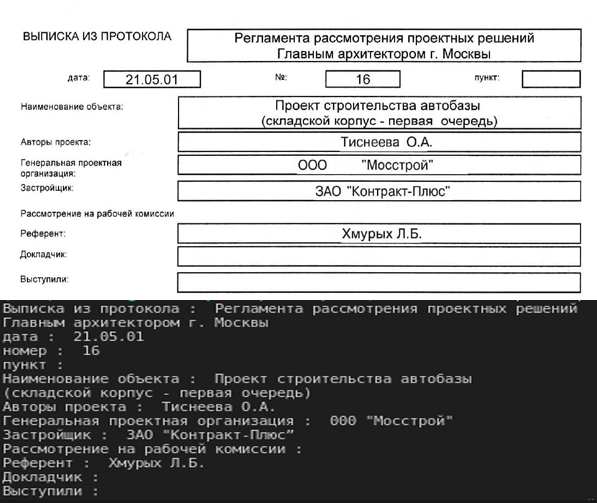 ВЫПИСКА ИЗ ПРОТОКОЛА Регламента рассмотрения проектных решений
Главным архитектором г. Москвы
дата: 21.05.01 №: 16 пункт:
Наименование объекта: Проект строительства автобазы
(складской корпус - первая очередь)
Авторы проекта: Тиснеева О.А.
Генеральная проектная
организация: ООО "Мосстрой"
Застройщик: ЗАО "Контракт-Плюс"
Рассмотрение на рабочей комиссии
Референт: Хмурых Л.Б.
Докладчик:
Выступили:
Выписка из протокола : Регламента рассмотрения проектных решений
Главным архитектором г. Москвы
дата : 21.05.01
номер : 16
пункт :
Наименование объекта : Проект строительства автобазы
(складской корпус - первая очередь)
Авторы проекта : Тиснеева О.А.
Генеральная проектная организация : 000 "Мосстрой"
Застройщик : ЗАО "Контракт-Плюс”
Рассмотрение на рабочей комиссии :
Референт : Хмурых Л.Б.
Докладчик :
Выступили :